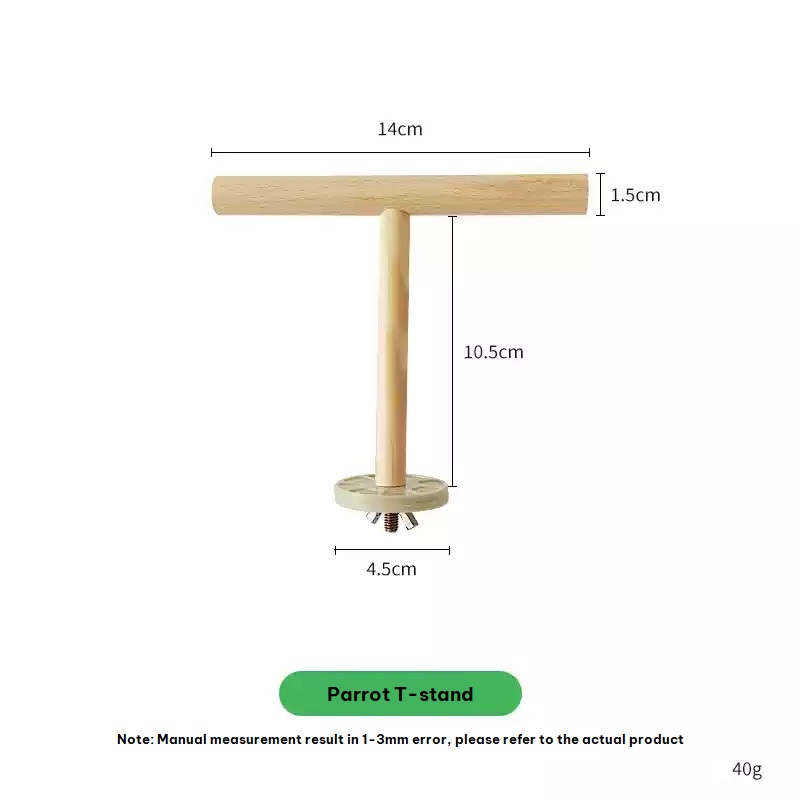 14cm
1.5cm
10.5cm
4.5cm
Parrot T-stand
Note: Manual measurement result in 1-3mm error, please refer to the actual product
40g